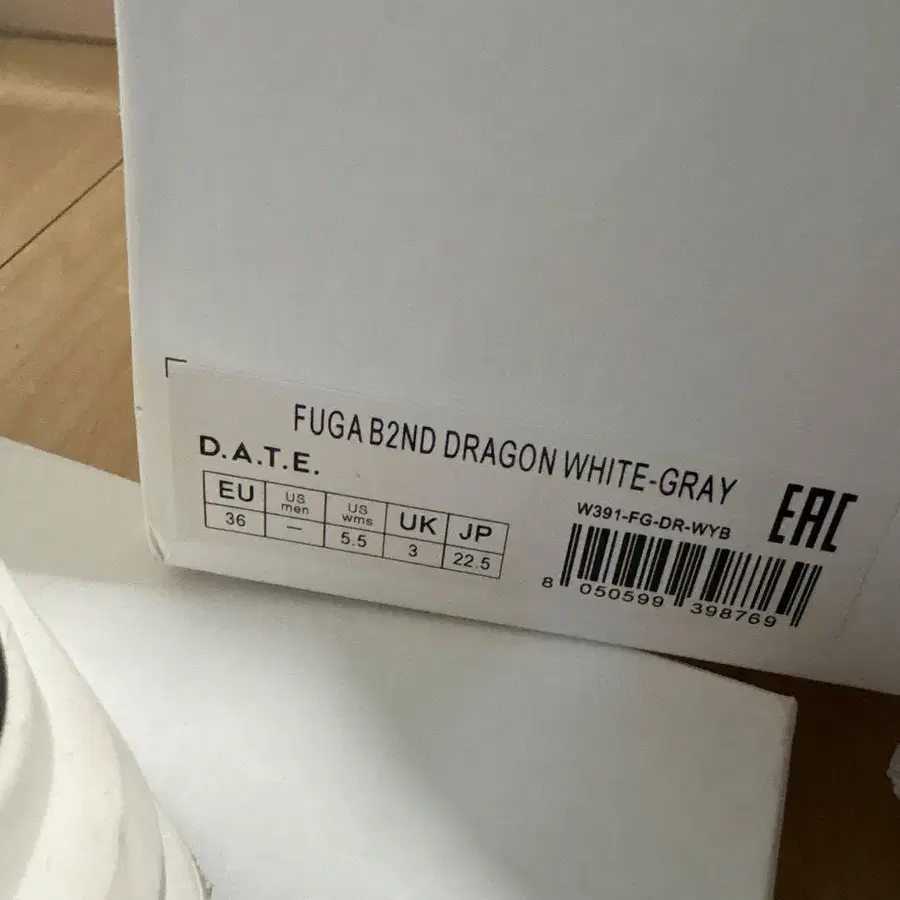 FUGA B2ND DRAGON WHITE-GRAY
D.A.T.E.
EU US men US wms UK JP
36 — 5.5 3 22.5
W391-FG-DR-WYB
EAC
8 050599 398769